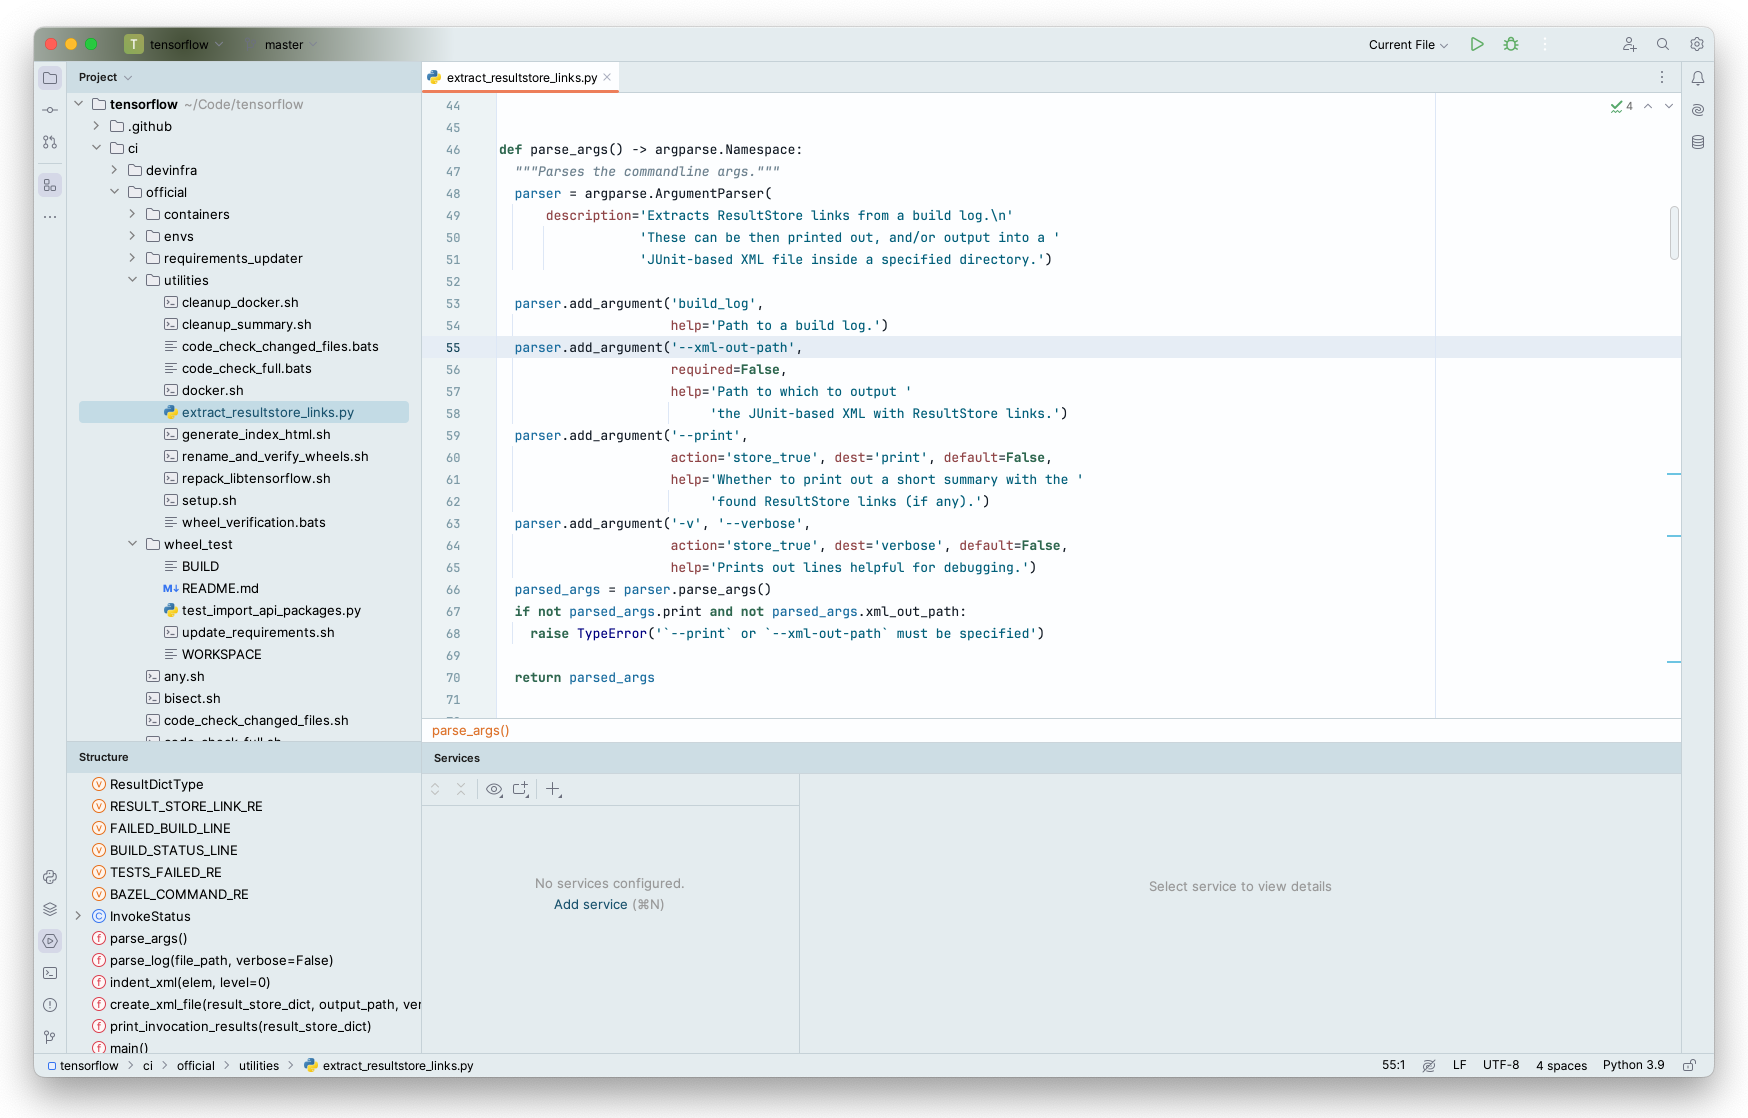 T tensorflow master Current File
Project
tensorflow ~/Code/tensorflow
.github
ci
devinfra
official
containers
envs
requirements_updater
utilities
cleanup_docker.sh
cleanup_summary.sh
code_check_changed_files.bats
code_check_full.bats
docker.sh
extract_resultstore_links.py
generate_index_html.sh
rename_and_verify_wheels.sh
repack_libtensorflow.sh
setup.sh
wheel_verification.bats
wheel_test
BUILD
M↓ README.md
test_import_api_packages.py
update_requirements.sh
WORKSPACE
any.sh
bisect.sh
code_check_changed_files.sh
code_check_full.sh
extract_resultstore_links.py
4
44
45
46 def parse_args() -> argparse.Namespace:
47 """Parses the commandline args."""
48 parser = argparse.ArgumentParser(
49 description='Extracts ResultStore links from a build log.\n'
50 'These can be then printed out, and/or output into a '
51 'JUnit-based XML file inside a specified directory.')
52
53 parser.add_argument('build_log',
54 help='Path to a build log.')
55 parser.add_argument('--xml-out-path',
56 required=False,
57 help='Path to which to output '
58 'the JUnit-based XML with ResultStore links.')
59 parser.add_argument('--print',
60 action='store_true', dest='print', default=False,
61 help='Whether to print out a short summary with the '
62 'found ResultStore links (if any).')
63 parser.add_argument('-v', '--verbose',
64 action='store_true', dest='verbose', default=False,
65 help='Prints out lines helpful for debugging.')
66 parsed_args = parser.parse_args()
67 if not parsed_args.print and not parsed_args.xml_out_path:
68 raise TypeError('`--print` or `--xml-out-path` must be specified')
69
70 return parsed_args
71
parse_args()
Structure
V ResultDictType
V RESULT_STORE_LINK_RE
V FAILED_BUILD_LINE
V BUILD_STATUS_LINE
V TESTS_FAILED_RE
V BAZEL_COMMAND_RE
C InvokeStatus
f parse_args()
f parse_log(file_path, verbose=False)
f indent_xml(elem, level=0)
f create_xml_file(result_store_dict, output_path, ver
f print_invocation_results(result_store_dict)
f main()
Services
No services configured.
Add service (⌘N)
Select service to view details
tensorflow ci official utilities extract_resultstore_links.py
55:1 LF UTF-8 4 spaces Python 3.9